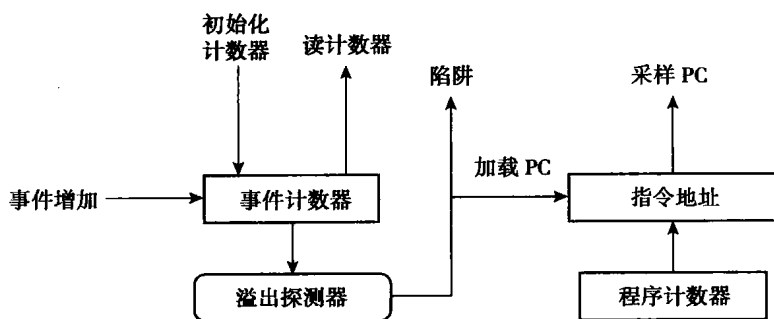 初始化
计数器
读计数器
陷阱
采样 PC
加载 PC
事件增加
事件计数器
指令地址
溢出探测器
程序计数器